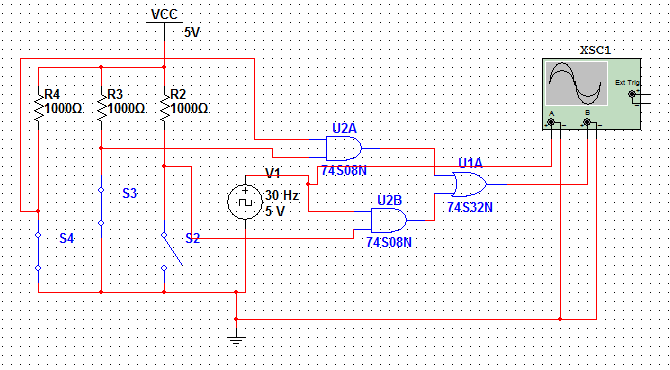 VCC
5V
XSC1
Ext Trig
+
-
A
B
+ - + -
R4
1000Ω
R3
1000Ω
R2
1000Ω
U2A
74S08N
U1A
74S32N
V1
30 Hz
5 V
U2B
74S08N
S3
S4
S2